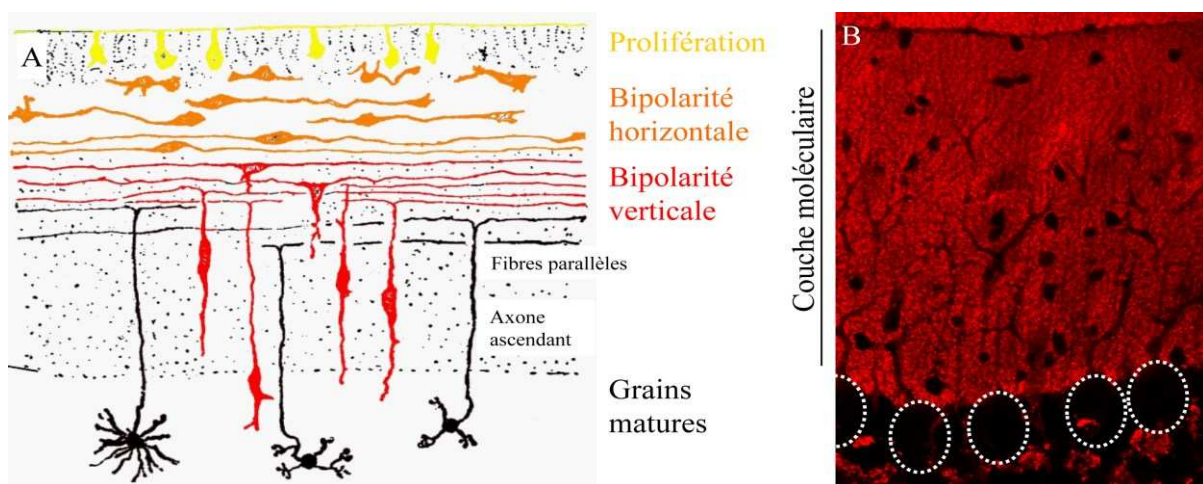 A
Prolifération
Bipolarité
horizontale
Bipolarité
verticale
Fibres parallèles
Axone
ascendant
Grains
matures
Couche moléculaire
B